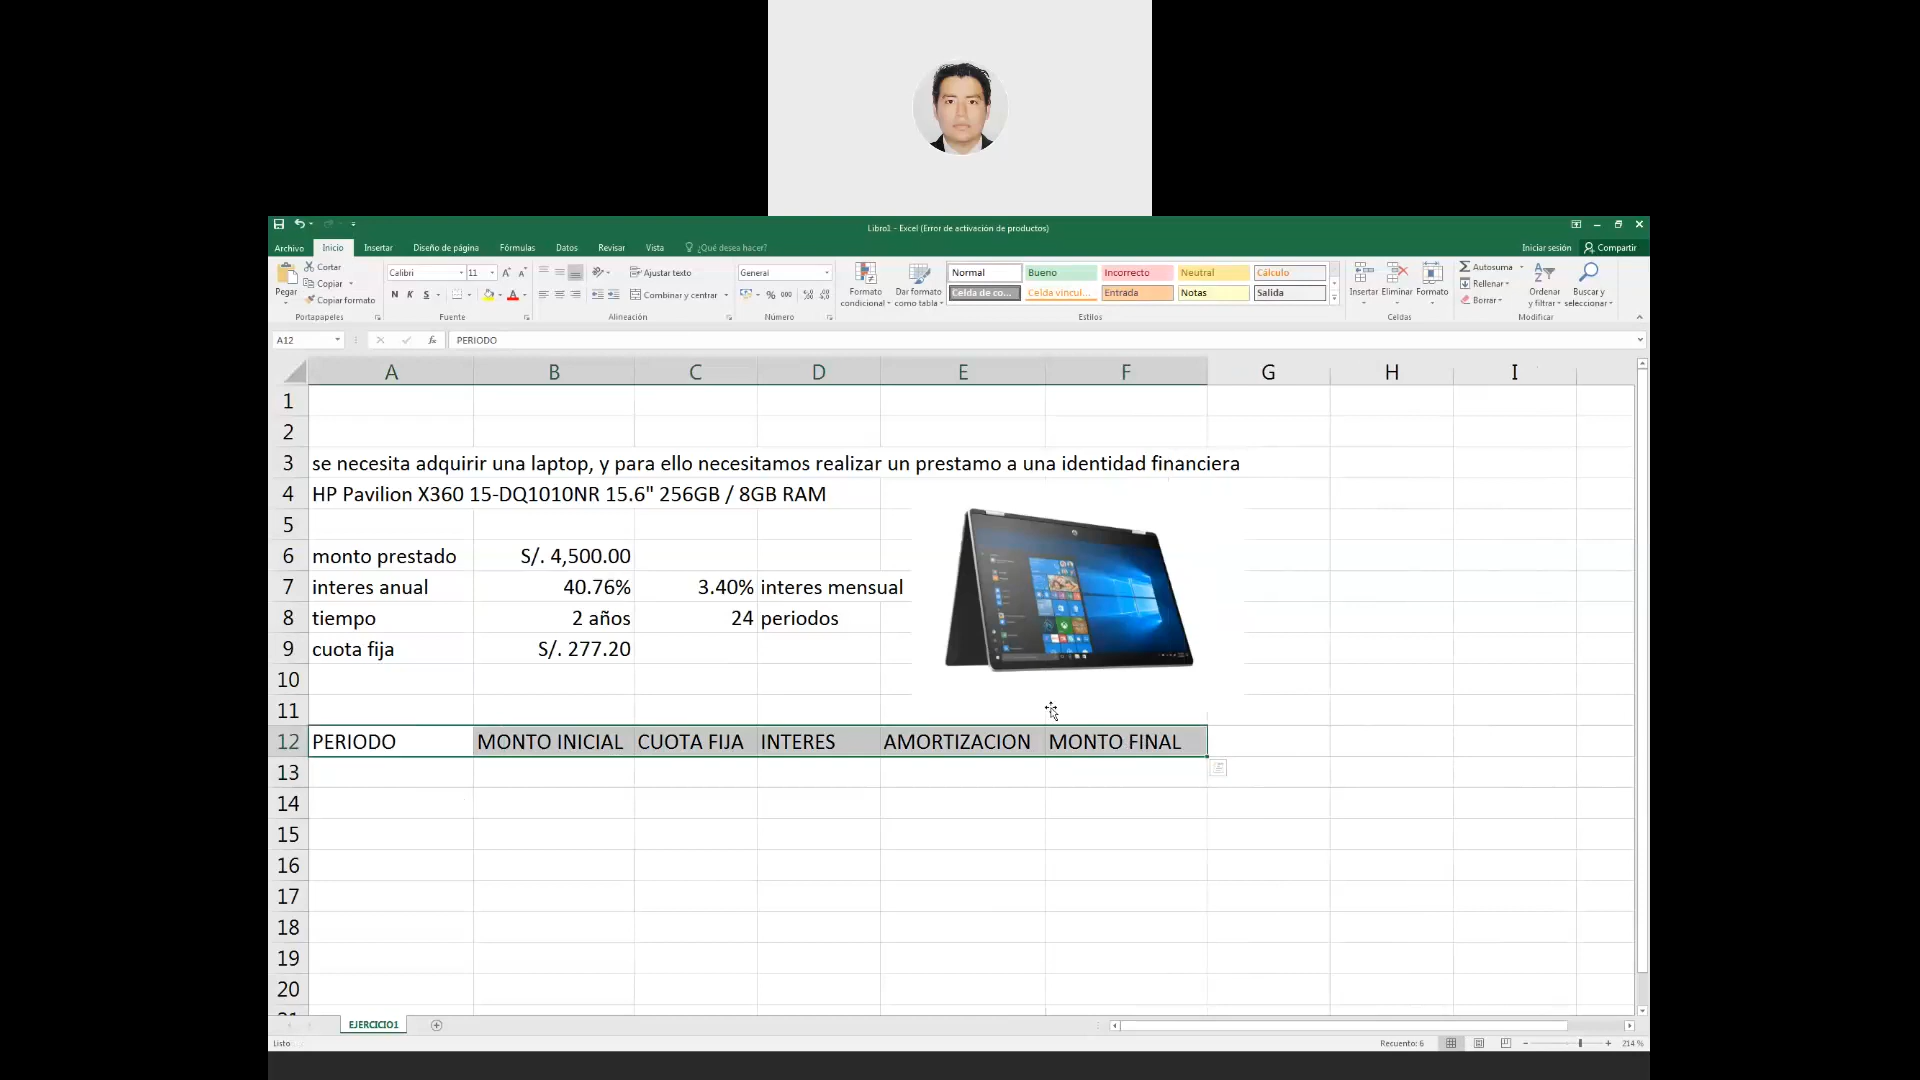 Libro1 - Excel (Error de activación de productos)
Archivo Inicio Insertar Diseño de página Fórmulas Datos Revisar Vista ¿Qué desea hacer? Iniciar sesión Compartir
Pegar Cortar Copiar Copiar formato Portapapeles
Calibri 11 N K S Fuente
Ajustar texto Combinar y centrar Alineación
General % 000 Número
Formato condicional Dar formato como tabla
Normal Bueno Incorrecto Neutral Cálculo
Celda de co... Celda vincul... Entrada Notas Salida
Estilos
Insertar Eliminar Formato Celdas
Autosuma Rellenar Borrar Ordenar y filtrar Buscar y seleccionar Modificar
A12 fx PERIODO
A B C D E F G H I
1
2
3 se necesita adquirir una laptop, y para ello necesitamos realizar un prestamo a una identidad financiera
4 HP Pavilion X360 15-DQ1010NR 15.6" 256GB / 8GB RAM
5
6 monto prestado S/. 4,500.00
7 interes anual 40.76% 3.40% interes mensual
8 tiempo 2 años 24 periodos
9 cuota fija S/. 277.20
10
11
12 PERIODO MONTO INICIAL CUOTA FIJA INTERES AMORTIZACION MONTO FINAL
13
14
15
16
17
18
19
20
EJERCICIO1
Listo Recuento: 6 214 %